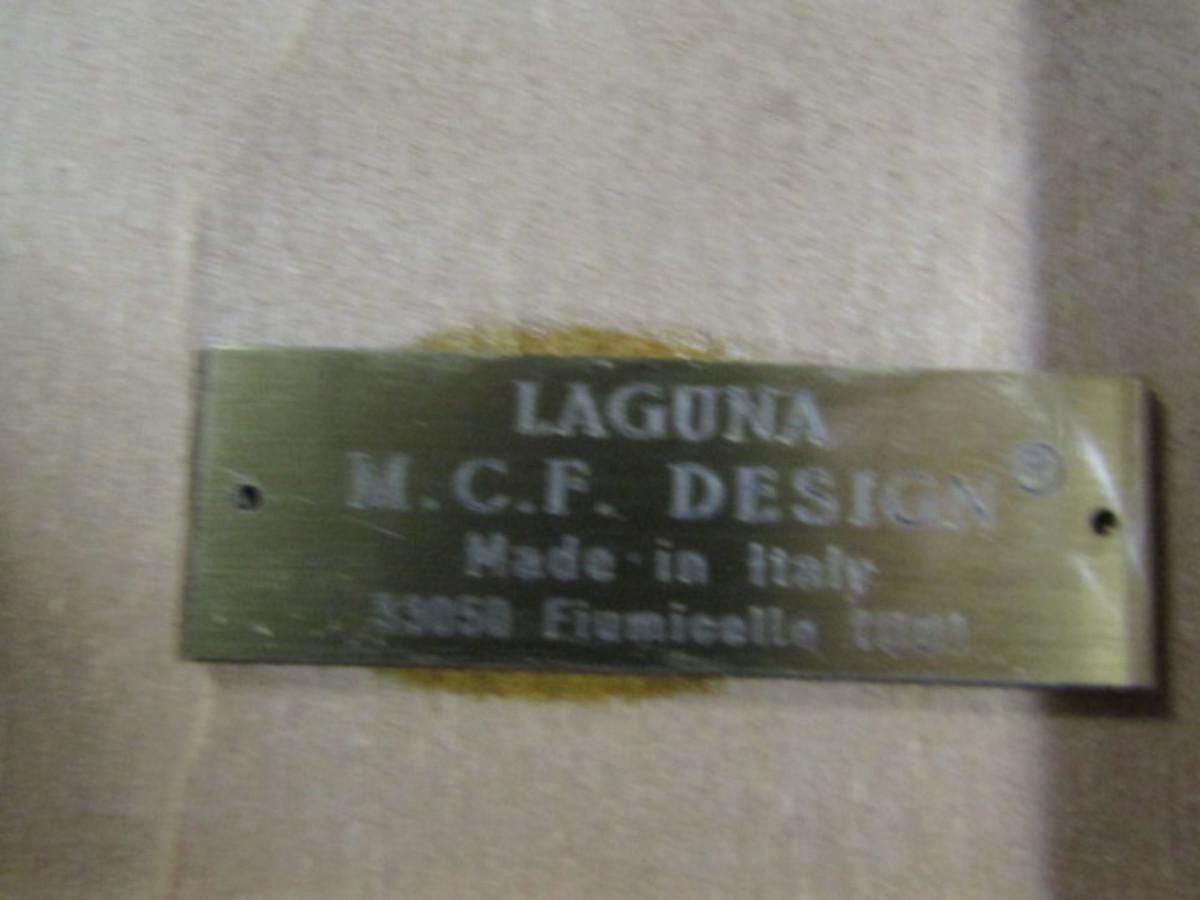 LAGUNA
M.C.F. DESIGN®
Made in Italy
33050 Fiumicello